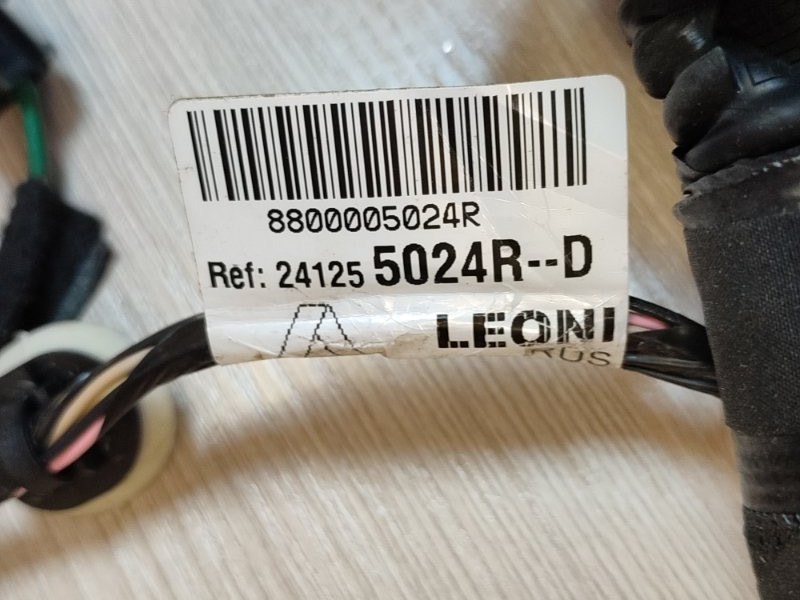 8800005024R
Ref: 24125 5024R--D
LEONI
RUS